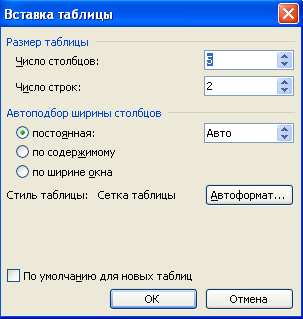 Вставка таблицы
Размер таблицы
Число столбцов: 5
Число строк: 2
Автоподбор ширины столбцов
постоянная: Авто
по содержимому
по ширине окна
Стиль таблицы: Сетка таблицы Автоформат...
По умолчанию для новых таблиц
ОК Отмена